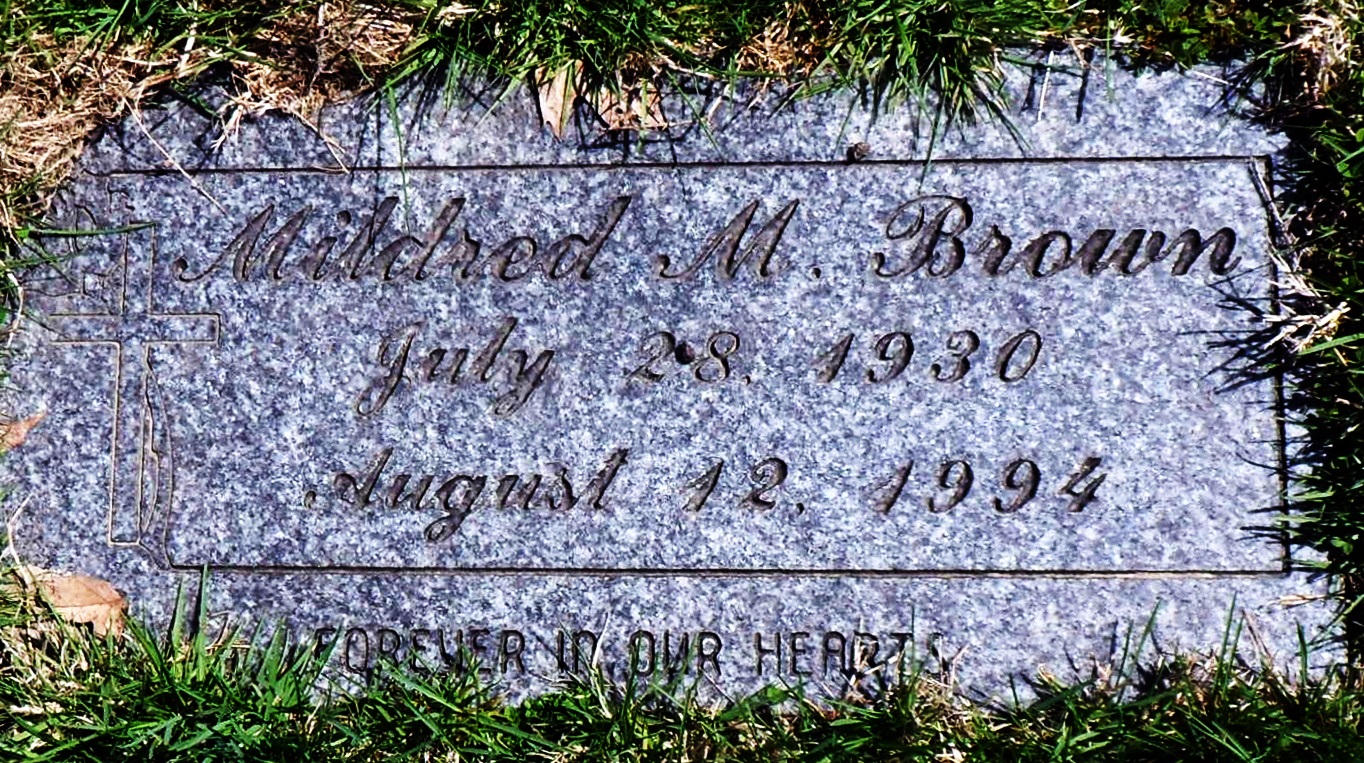 Mildred M. Brown
July 28, 1930
August 12, 1994
FOREVER IN OUR HEARTS